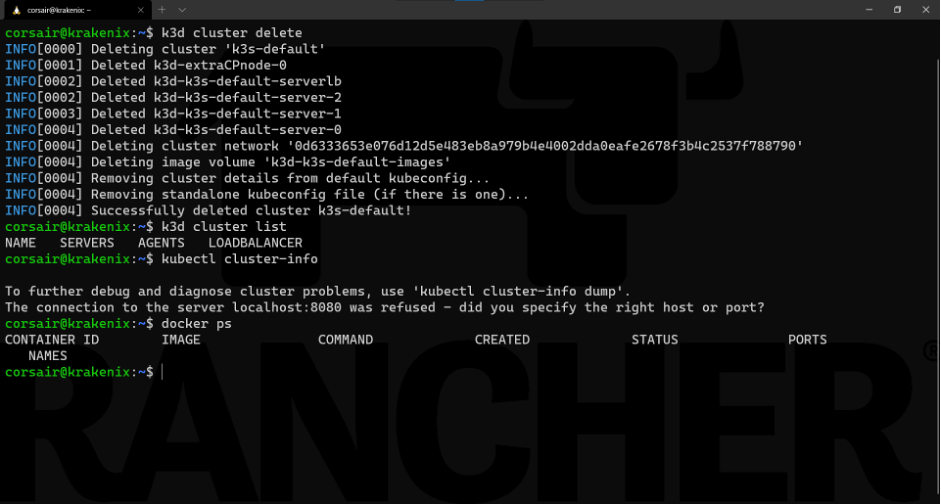 corsair@krakenix: ~
corsair@krakenix:~$ k3d cluster delete
INFO[0000] Deleting cluster 'k3s-default'
INFO[0001] Deleted k3d-extraCPnode-0
INFO[0002] Deleted k3d-k3s-default-serverlb
INFO[0002] Deleted k3d-k3s-default-server-2
INFO[0003] Deleted k3d-k3s-default-server-1
INFO[0004] Deleted k3d-k3s-default-server-0
INFO[0004] Deleting cluster network '0d6333653e076d12d5e483eb8a979b4e4002dda0eafe2678f3b4c2537f788790'
INFO[0004] Deleting image volume 'k3d-k3s-default-images'
INFO[0004] Removing cluster details from default kubeconfig...
INFO[0004] Removing standalone kubeconfig file (if there is one)...
INFO[0004] Successfully deleted cluster k3s-default!
corsair@krakenix:~$ k3d cluster list
NAME   SERVERS   AGENTS   LOADBALANCER
corsair@krakenix:~$ kubectl cluster-info

To further debug and diagnose cluster problems, use 'kubectl cluster-info dump'.
The connection to the server localhost:8080 was refused - did you specify the right host or port?
corsair@krakenix:~$ docker ps
CONTAINER ID        IMAGE               COMMAND             CREATED             STATUS              PORTS
   NAMES
corsair@krakenix:~$
RANCHER®